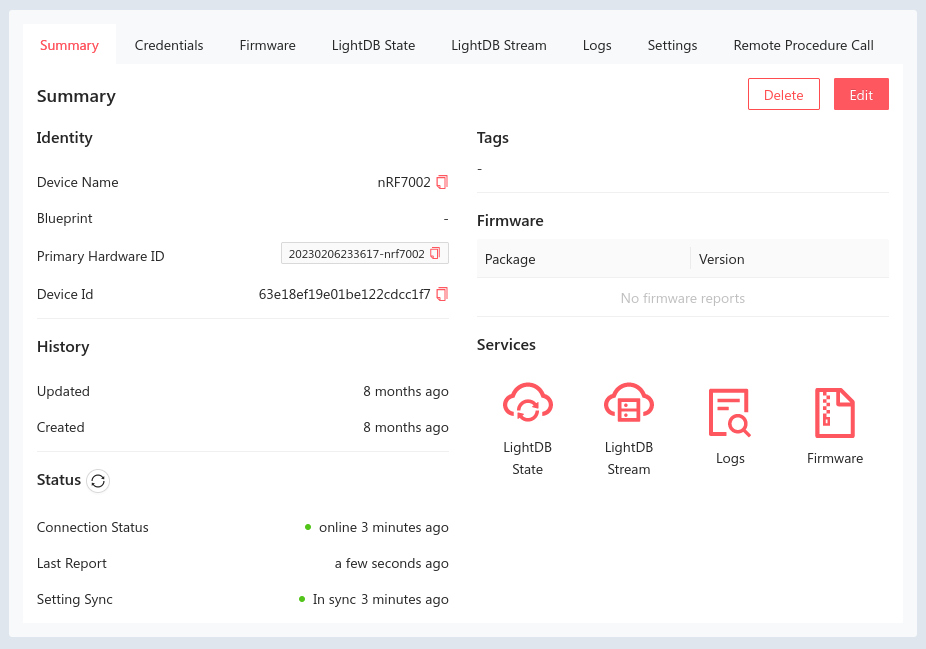 Summary Credentials Firmware LightDB State LightDB Stream Logs Settings Remote Procedure Call
Summary
Delete Edit
Identity
Device Name nRF7002
Blueprint -
Primary Hardware ID 20230206233617-nrf7002
Device Id 63e18ef19e01be122cdcc1f7
History
Updated 8 months ago
Created 8 months ago
Status
Connection Status online 3 minutes ago
Last Report a few seconds ago
Setting Sync In sync 3 minutes ago
Tags
-
Firmware
Package Version
No firmware reports
Services
LightDB State
LightDB Stream
Logs
Firmware